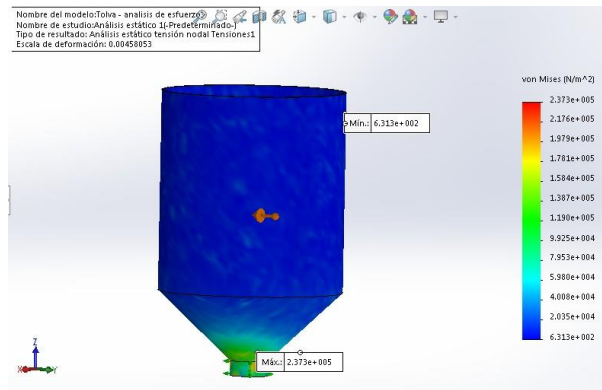 Nombre del modelo:Tolva - analisis de esfuerzo
Nombre de estudio:Análisis estático 1(-Predeterminado-)
Tipo de resultado: Análisis estático tensión nodal Tensiones1
Escala de deformación: 0.00458053
von Mises (N/m^2)
2.373e+005
2.176e+005
1.979e+005
1.781e+005
1.584e+005
1.387e+005
1.190e+005
9.925e+004
7.953e+004
5.980e+004
4.008e+004
2.035e+004
6.313e+002
Mín.: 6.313e+002
Máx.: 2.373e+005
Z
X
Y